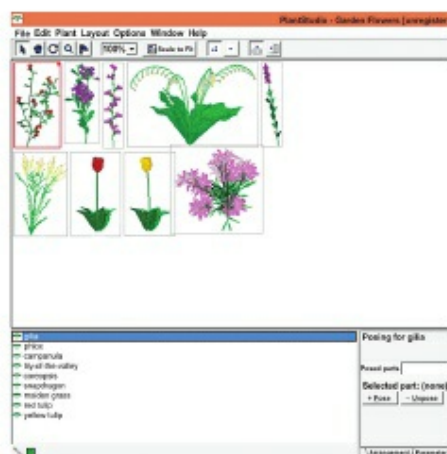 PlantStudio - Garden Flowers (unregister
File Edit Plant Layout Options Window Help
100% Scale to Fit
Posing for gilia
gilia
phlox
campanula
lily-of-the-valley
coreopsis
snapdragon
maiden grass
red tulip
yellow tulip
Posed parts
Selected part: (none)
+ Pose - Unpose